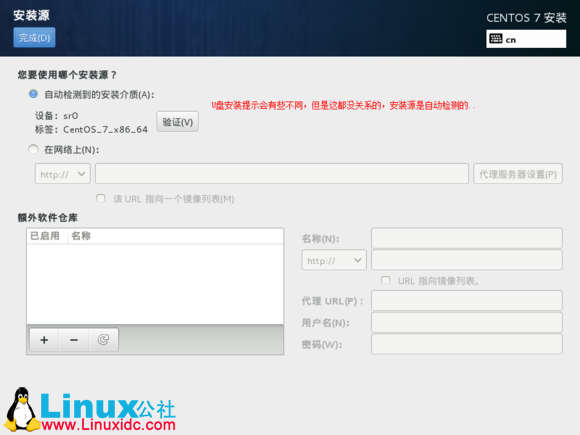 安装源
CENTOS 7 安装
完成(D)
cn
您要使用哪个安装源？
自动检测到的安装介质(A):
U盘安装提示会有些不同，但是这都没关系的，安装源是自动检测的..
设备: sr0
标签: CentOS_7_x86_64
验证(V)
在网络上(N):
http://
代理服务器设置(P)
该 URL 指向一个镜像列表(M)
额外软件仓库
已启用 名称
名称(N):
http://
URL 指向镜像列表。
代理 URL(P)：
用户名(N):
密码(W):
Linux公社
www.Linuxidc.com